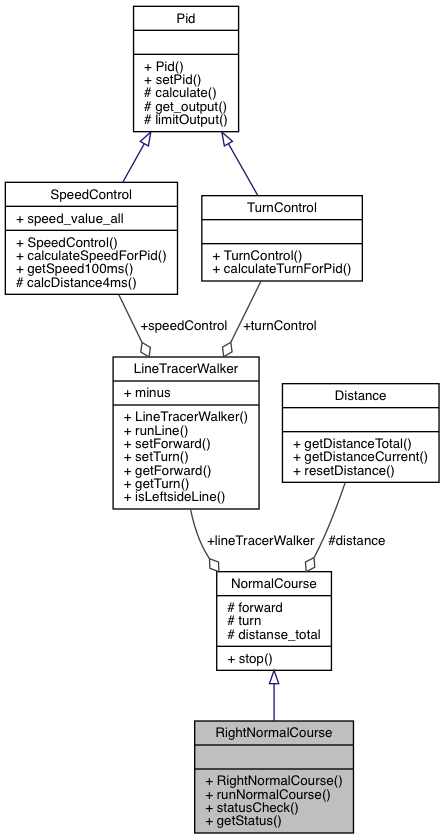 Pid
+ Pid()
+ setPid()
# calculate()
# get_output()
# limitOutput()
SpeedControl
+ speed_value_all
+ SpeedControl()
+ calculateSpeedForPid()
+ getSpeed100ms()
# calcDistance4ms()
TurnControl
+ TurnControl()
+ calculateTurnForPid()
+speedControl
+turnControl
LineTracerWalker
+ minus
+ LineTracerWalker()
+ runLine()
+ setForward()
+ setTurn()
+ getForward()
+ getTurn()
+ isLeftsideLine()
Distance
+ getDistanceTotal()
+ getDistanceCurrent()
+ resetDistance()
+lineTracerWalker
#distance
NormalCourse
# forward
# turn
# distanse_total
+ stop()
RightNormalCourse
+ RightNormalCourse()
+ runNormalCourse()
+ statusCheck()
+ getStatus()